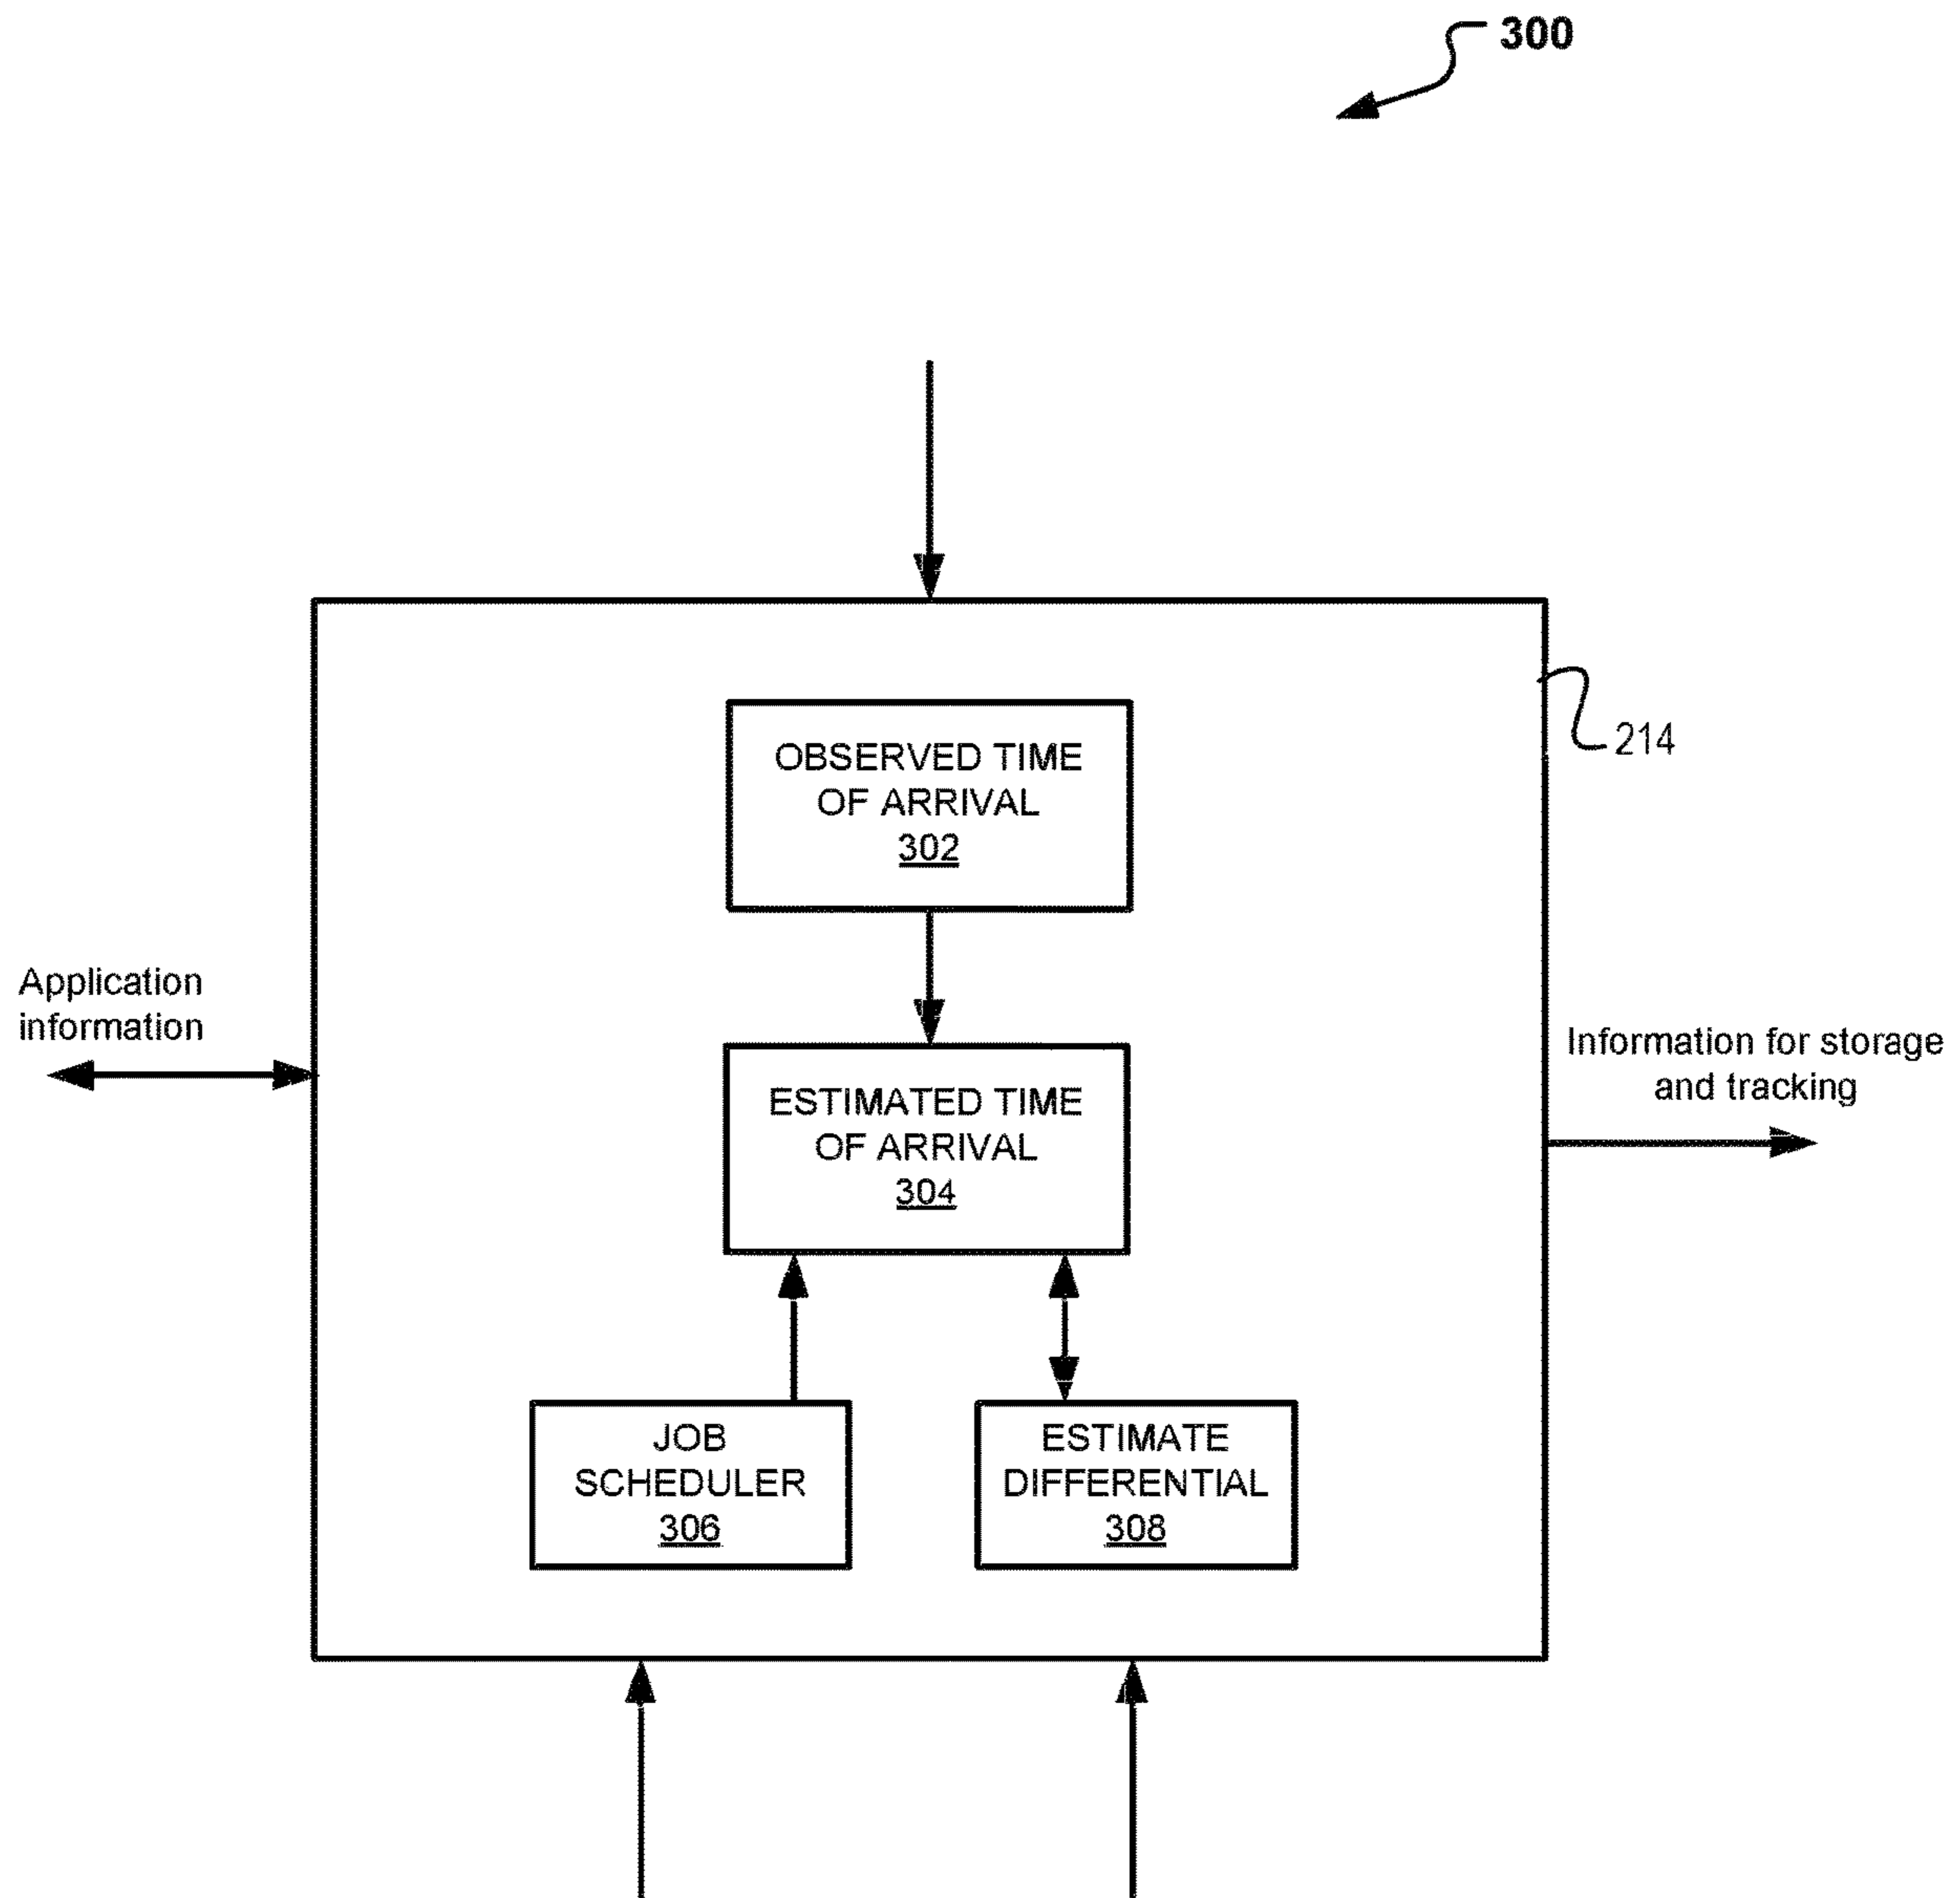 300
OBSERVED TIME
OF ARRIVAL
302
214
Application
information
Information for storage
and tracking
ESTIMATED TIME
OF ARRIVAL
304
JOB
SCHEDULER
306
ESTIMATE
DIFFERENTIAL
308